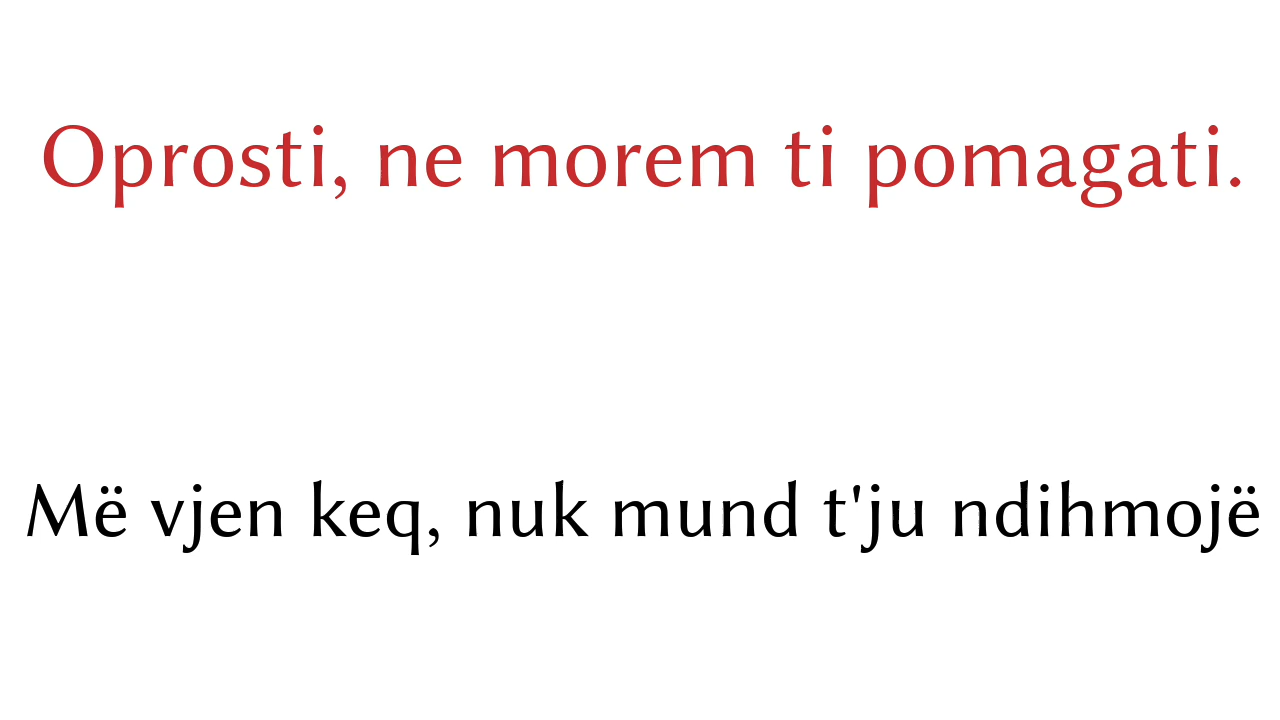 Oprosti, ne morem ti pomagati.
Më vjen keq, nuk mund t'ju ndihmojë